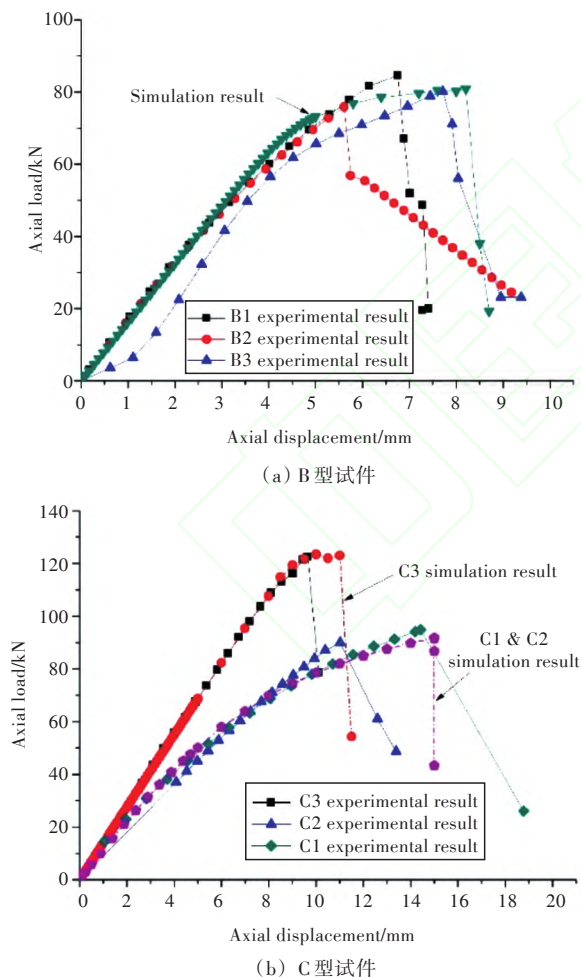 100
80
60
40
20
0
Axial load/kN
Simulation result
B1 experimental result
B2 experimental result
B3 experimental result
0 1 2 3 4 5 6 7 8 9 10
Axial displacement/mm
(a) B型试件
140
120
100
80
60
40
20
0
Axial load/kN
C3 simulation result
C1 & C2
simulation result
C3 experimental result
C2 experimental result
C1 experimental result
0 2 4 6 8 10 12 14 16 18 20
Axial displacement/mm
(b) C型试件